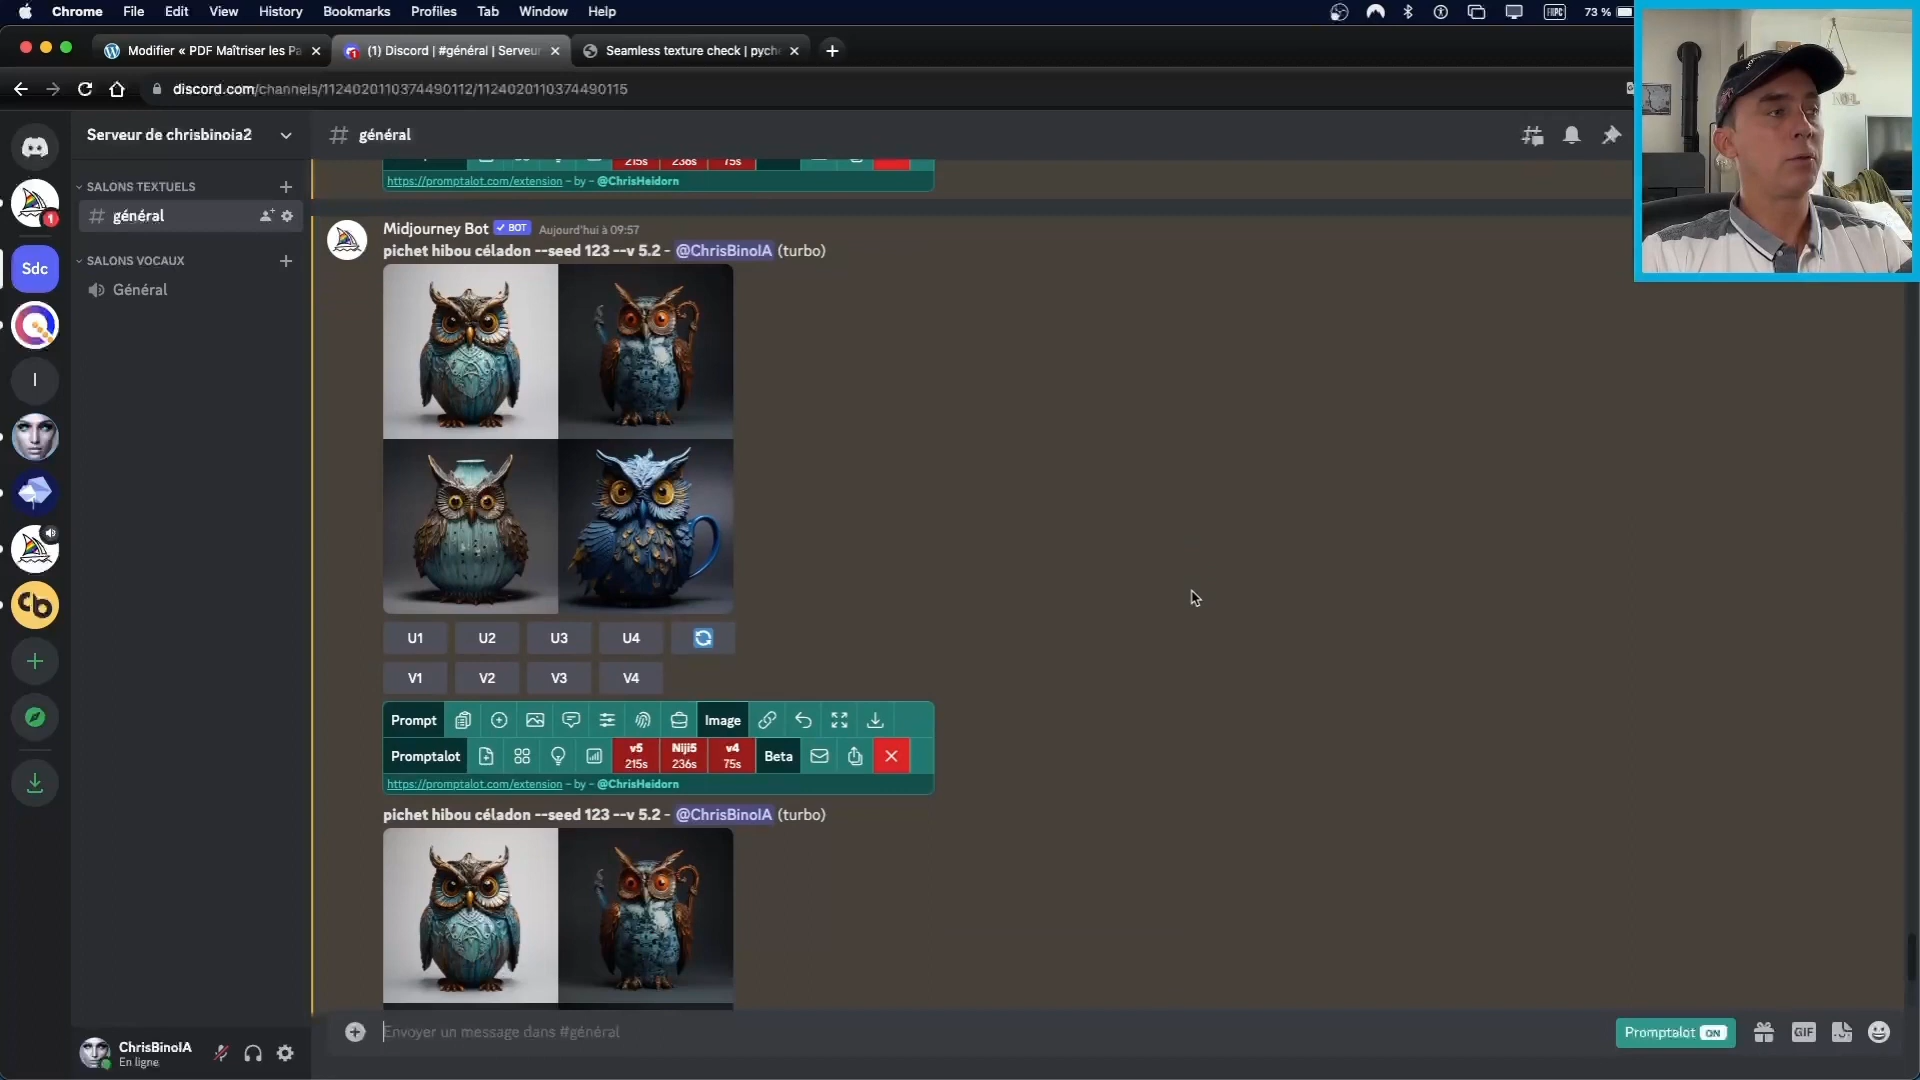 Chrome File Edit View History Bookmarks Profiles Tab Window Help
73 %
Modifier « PDF Maîtriser les Pa
(1) Discord | #général | Serveur
Seamless texture check | pych
discord.com/channels/1124020110374490112/1124020110374490115
Serveur de chrisbinoia2
général
SALONS TEXTUELS
général
SALONS VOCAUX
Général
1
Sdc
I
215s 236s 75s
https://promptalot.com/extension - by - @ChrisHeidorn
Midjourney Bot BOT Aujourd'hui à 09:57
pichet hibou céladon --seed 123 --v 5.2 - @ChrisBinoIA (turbo)
U1 U2 U3 U4
V1 V2 V3 V4
Prompt Image
Promptalot v5 215s Niji5 236s v4 75s Beta
https://promptalot.com/extension - by - @ChrisHeidorn
pichet hibou céladon --seed 123 --v 5.2 - @ChrisBinoIA (turbo)
Envoyer un message dans #général
Promptalot ON
GIF
ChrisBinoIA
En ligne